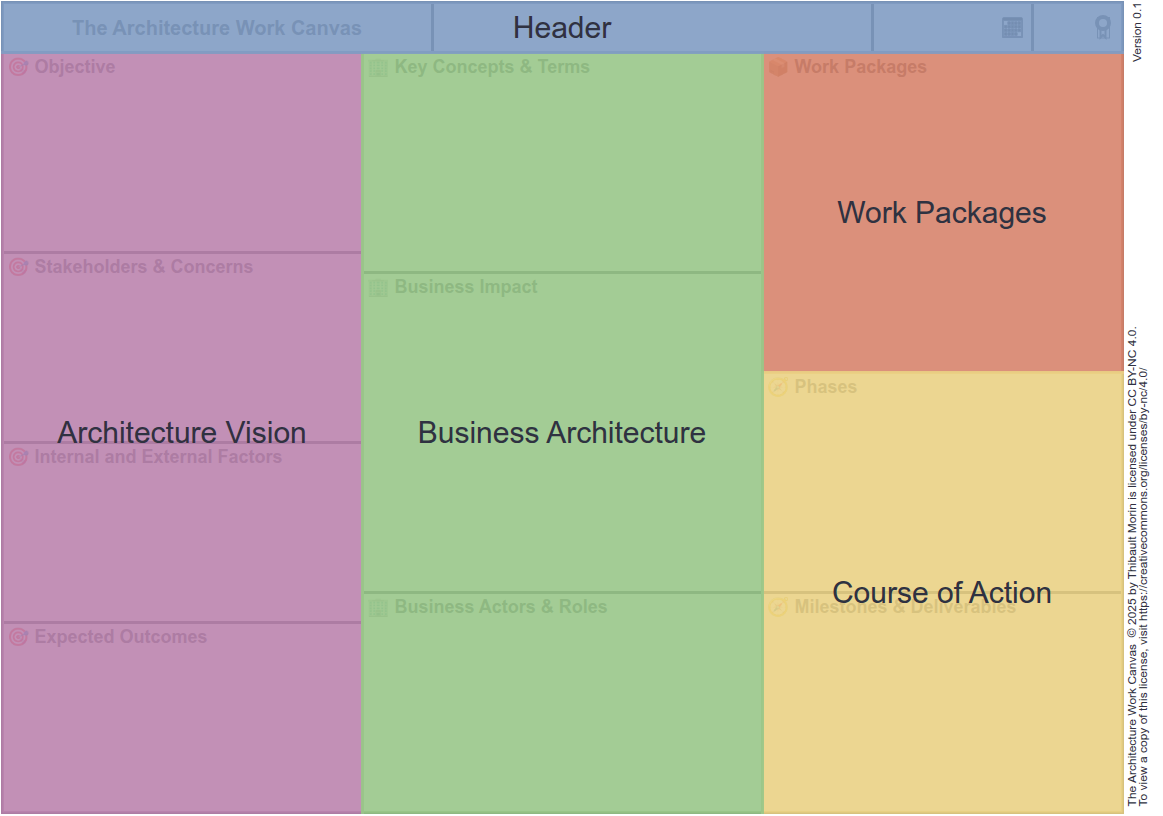 The Architecture Work Canvas
Header
Version 0.1
Objective
Key Concepts & Terms
Work Packages
Work Packages
Stakeholders & Concerns
Business Impact
Phases
Architecture Vision
Business Architecture
Internal and External Factors
Course of Action
Business Actors & Roles
Milestones & Deliverables
Expected Outcomes
The Architecture Work Canvas © 2025 by Thibault Morin is licensed under CC BY-NC 4.0.
To view a copy of this license, visit https://creativecommons.org/licenses/by-nc/4.0/